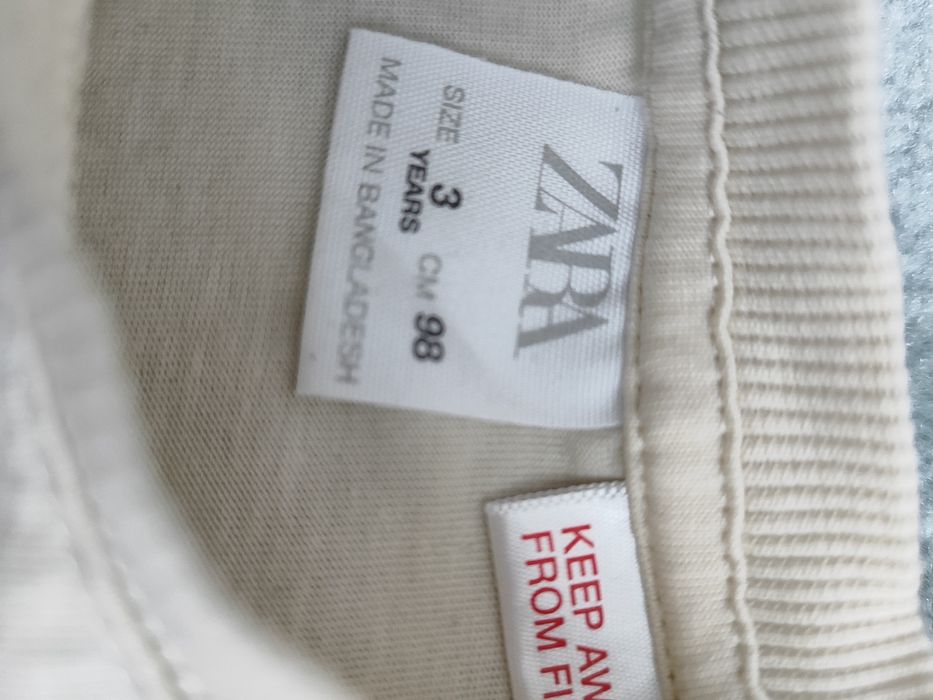 ZARA
SIZE 3 YEARS CM 98
MADE IN BANGLADESH
KEEP AW
FROM FI